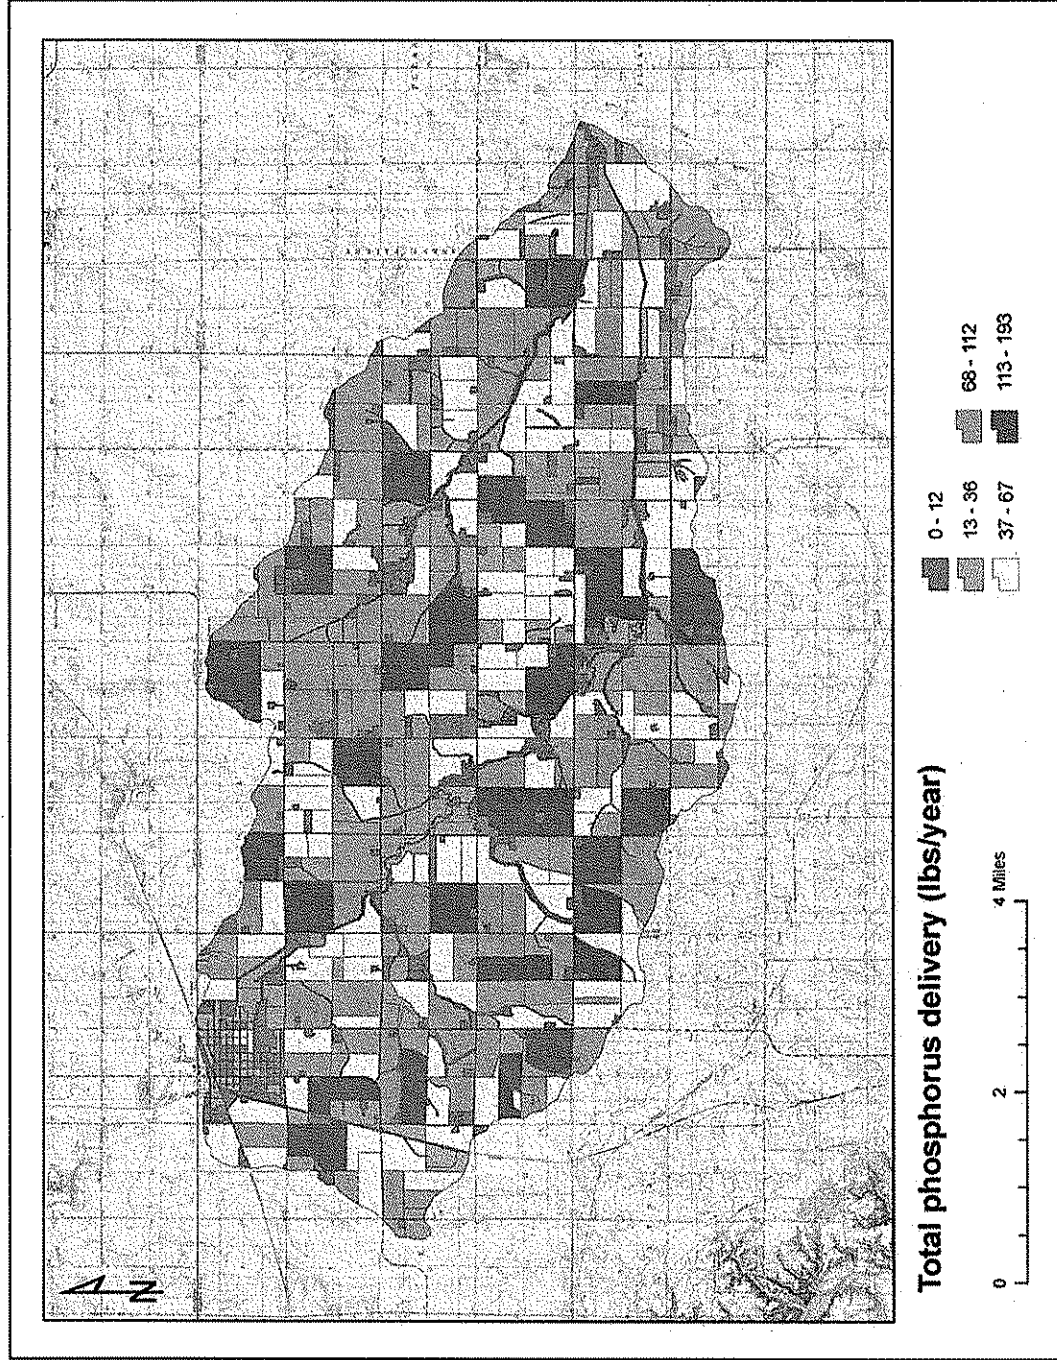 N
Total phosphorus delivery (lbs/year)
0 - 12
13 - 36
37 - 67
68 - 112
113 - 193
0 2 4 Miles